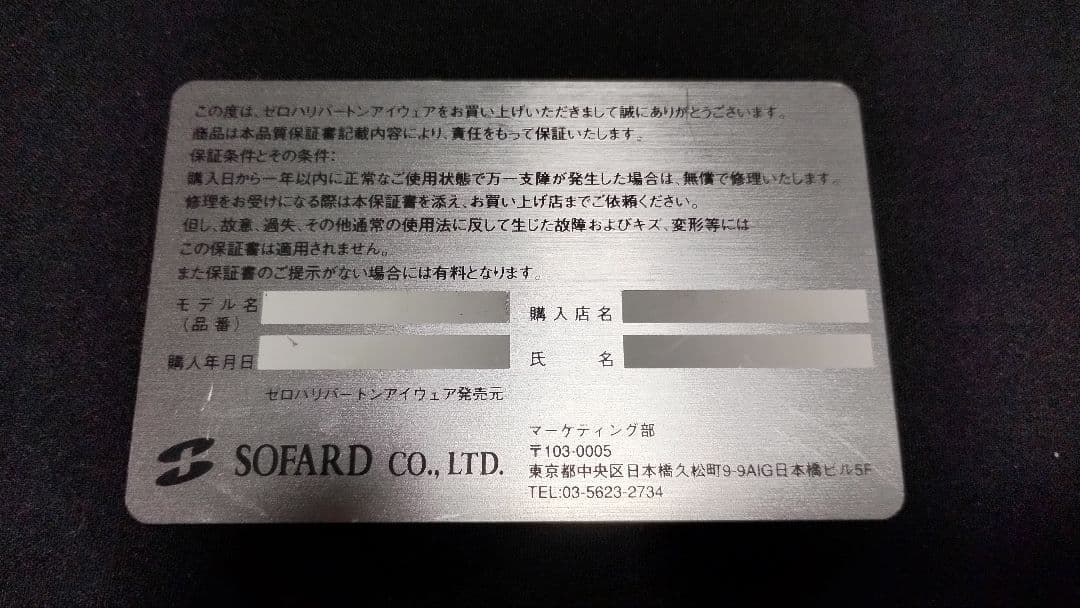 この度は、ゼロハリバートンアイウェアをお買い上げいただきまして誠にありがとうございます。
商品は本品質保証書記載内容により、責任をもって保証いたします。
保証条件とその条件:
購入日から一年以内に正常なご使用状態で万一支障が発生した場合は、無償で修理いたします。
修理をお受けになる際は本保証書を添え、お買い上げ店までご依頼ください。
但し、故意、過失、その他通常の使用法に反して生じた故障およびキズ、変形等には
この保証書は適用されません。
また保証書のご提示がない場合には有料となります。
モデル名
(品番)
購入店名
購入年月日
氏 名
ゼロハリバートンアイウェア発売元
SOFARD CO., LTD.
マーケティング部
〒103-0005
東京都中央区日本橋久松町9-9AIG日本橋ビル5F
TEL:03-5623-2734